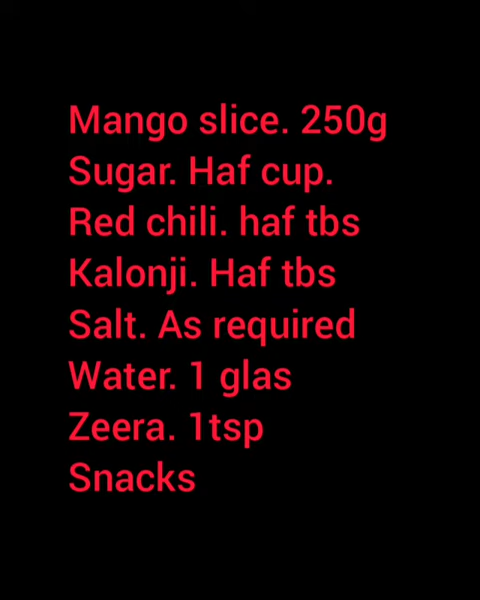 Mango slice. 250g
Sugar. Haf cup.
Red chili. haf tbs
Kalonji. Haf tbs
Salt. As required
Water. 1 glas
Zeera. 1tsp
Snacks